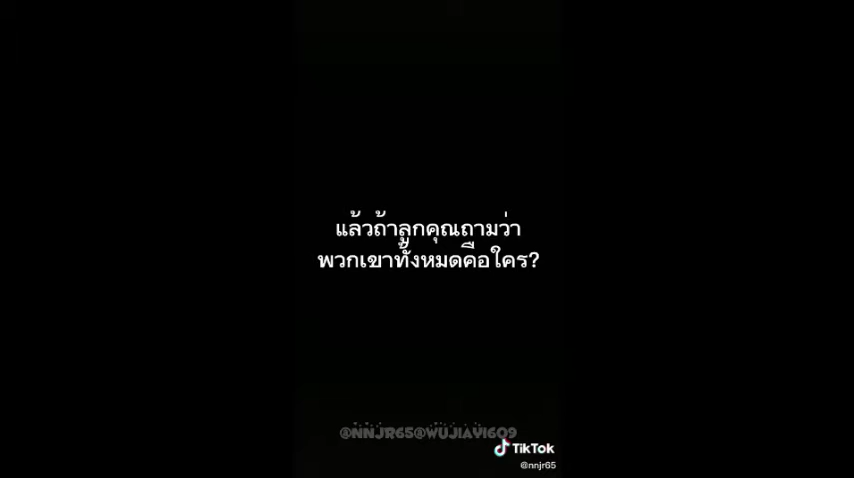 แล้วถ้าลูกคุณถามว่า
พวกเขาทั้งหมดคือใคร?
@NNJR65@WUJIAYI609
TikTok
@nnjr65